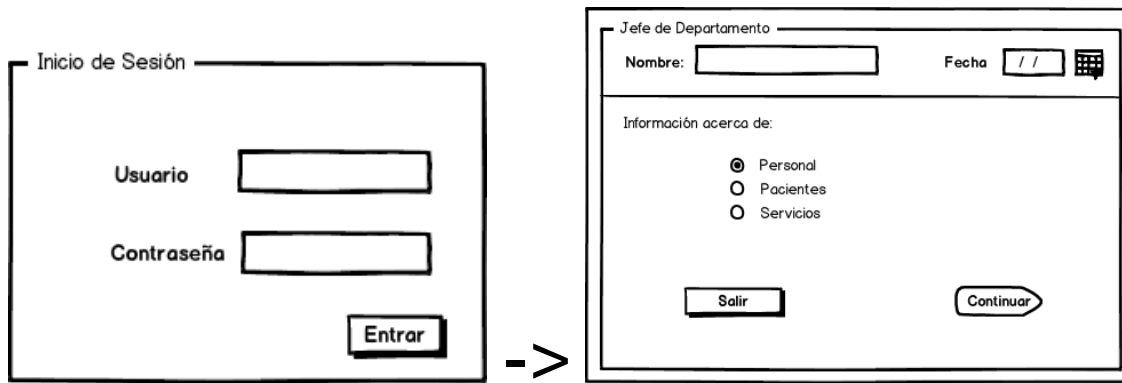 Inicio de Sesión
Usuario
Contraseña
Entrar
->
Jefe de Departamento
Nombre: Fecha / /
Información acerca de:
Personal
Pacientes
Servicios
Salir Continuar